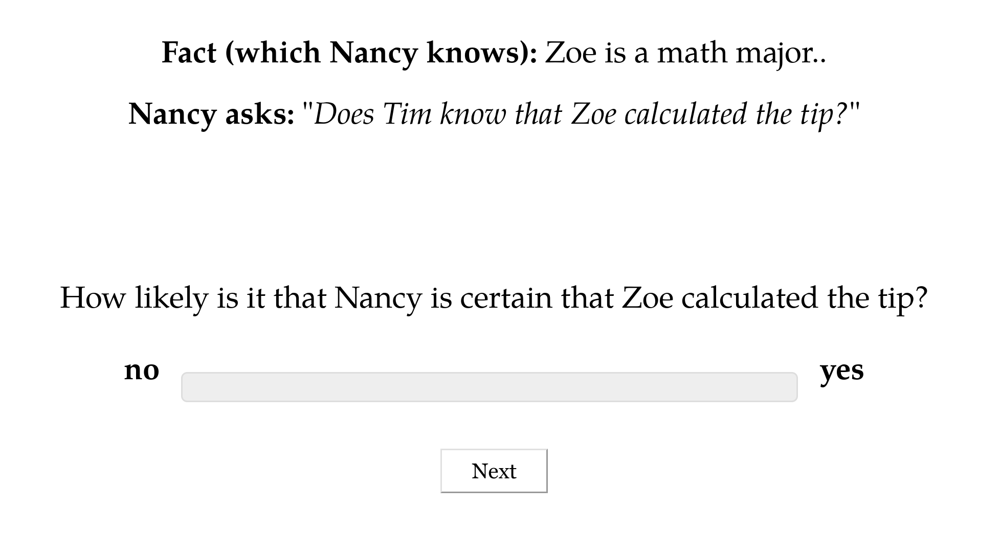 Fact (which Nancy knows): Zoe is a math major..
Nancy asks: "Does Tim know that Zoe calculated the tip?"
How likely is it that Nancy is certain that Zoe calculated the tip?
no yes
Next